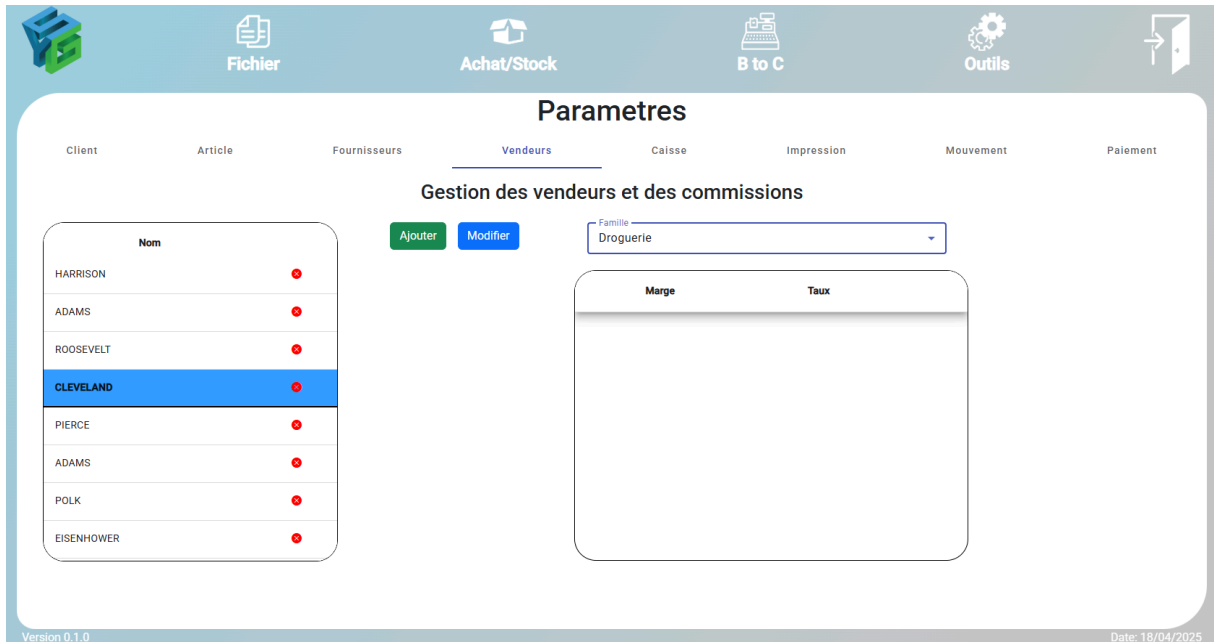 Fichier
Achat/Stock
B to C
Outils
Parametres
Client
Article
Fournisseurs
Vendeurs
Caisse
Impression
Mouvement
Paiement
Gestion des vendeurs et des commissions
Nom
HARRISON
ADAMS
ROOSEVELT
CLEVELAND
PIERCE
ADAMS
POLK
EISENHOWER
Ajouter
Modifier
Famille
Droguerie
Marge
Taux
Version 0.1.0
Date: 18/04/2025